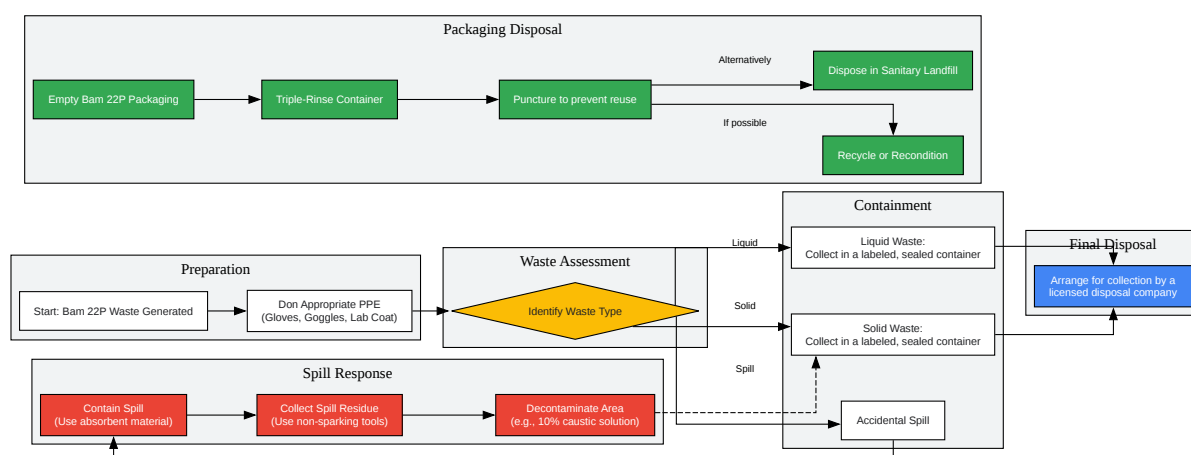 Packaging Disposal
Empty Bam 22P Packaging
Triple-Rinse Container
Puncture to prevent reuse
Alternatively
Dispose in Sanitary Landfill
If possible
Recycle or Recondition
Preparation
Start: Bam 22P Waste Generated
Don Appropriate PPE
(Gloves, Goggles, Lab Coat)
Waste Assessment
Identify Waste Type
Liquid
Solid
Spill
Containment
Liquid Waste:
Collect in a labeled, sealed container
Solid Waste:
Collect in a labeled, sealed container
Accidental Spill
Final Disposal
Arrange for collection by a
licensed disposal company
Spill Response
Contain Spill
(Use absorbent material)
Collect Spill Residue
(Use non-sparking tools)
Decontaminate Area
(e.g., 10% caustic solution)